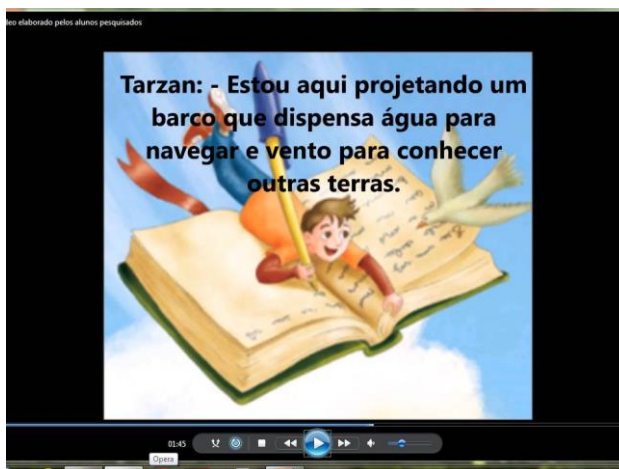 leo elaborado pelos alunos pesquisados
Tarzan: - Estou aqui projetando um
barco que dispensa água para
navegar e vento para conhecer
outras terras.
01:45
Opera